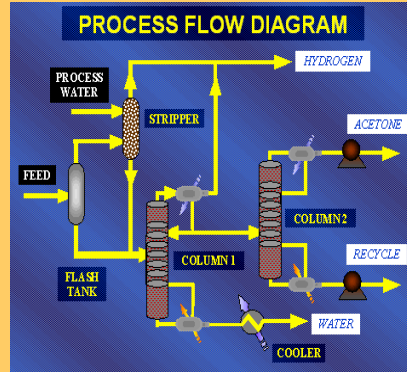 PROCESS FLOW DIAGRAM
HYDROGEN
PROCESS
WATER
STRIPPER
ACETONE
FEED
COLUMN 2
COLUMN 1
RECYCLE
FLASH
TANK
WATER
COOLER